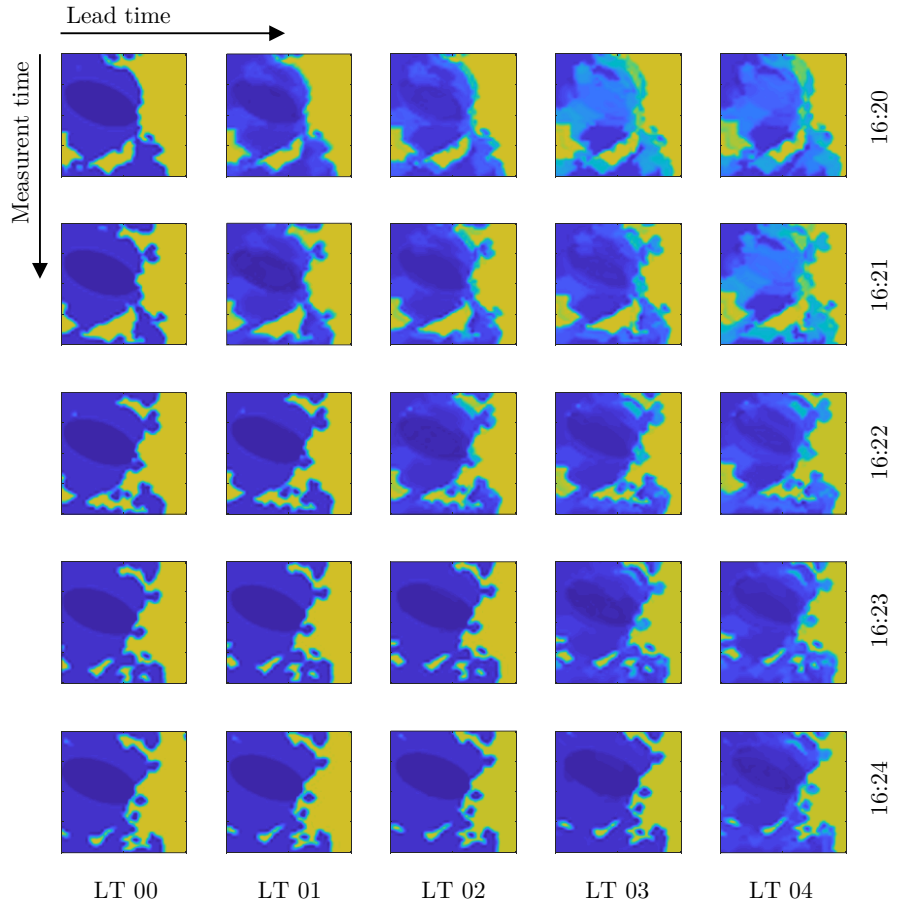 Lead time
Measurent time
16:20
16:21
16:22
16:23
16:24
LT 00
LT 01
LT 02
LT 03
LT 04